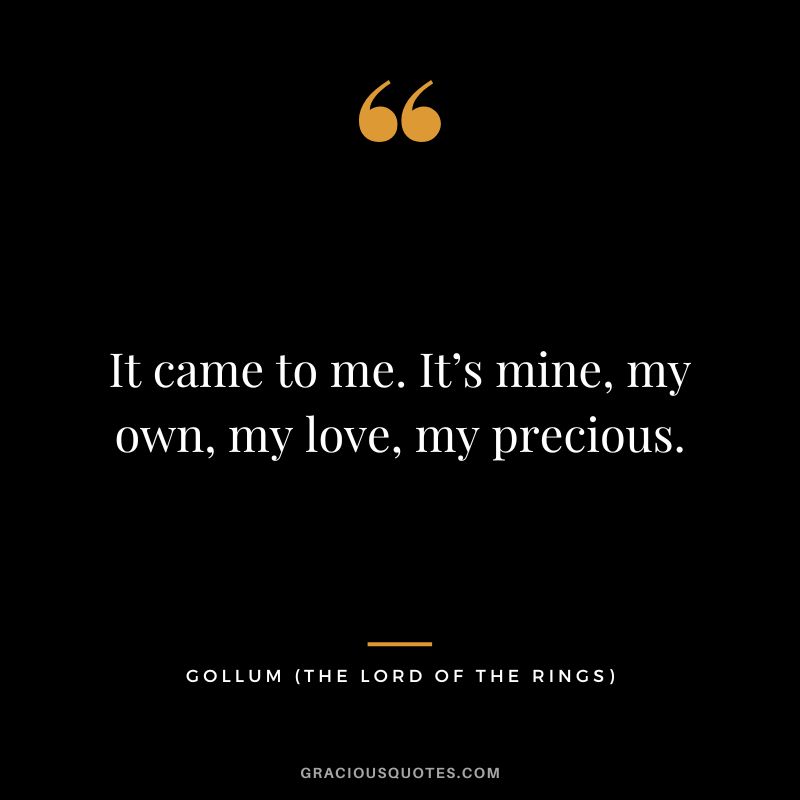 ❝
It came to me. It’s mine, my
own, my love, my precious.
GOLLUM (THE LORD OF THE RINGS)
GRACIOUSQUOTES.COM